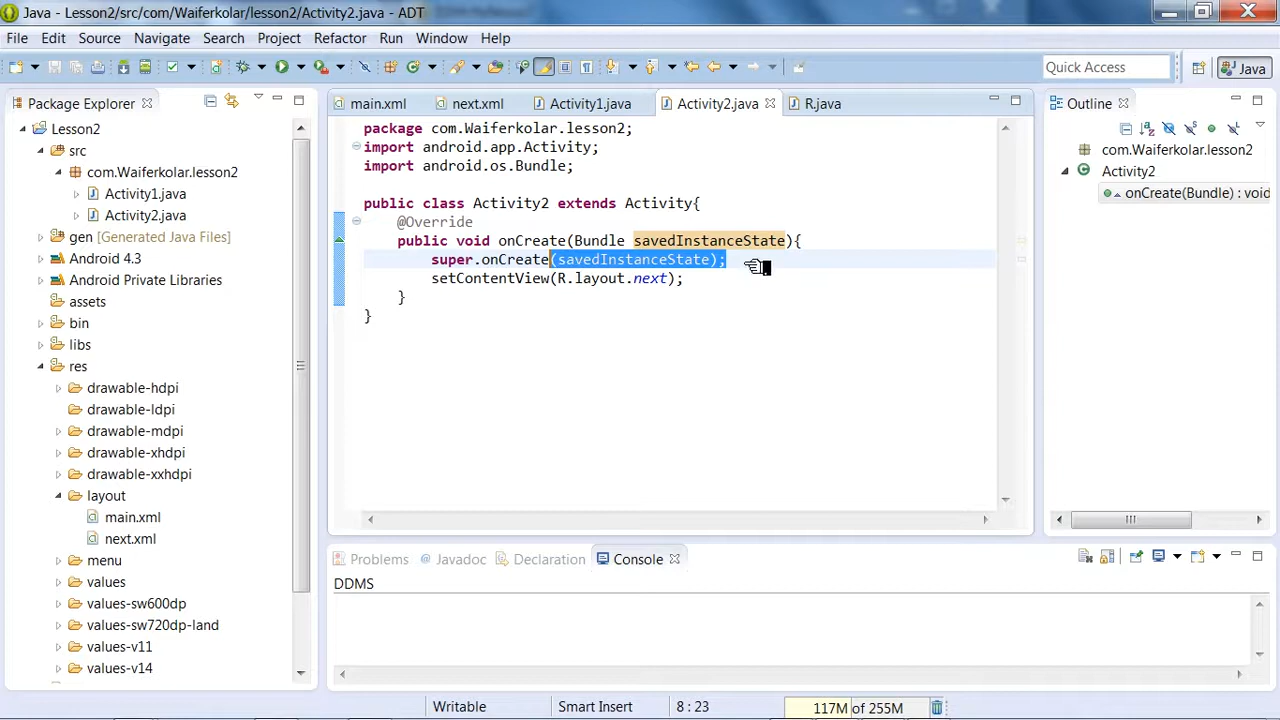 Java - Lesson2/src/com/Waiferkolar/lesson2/Activity2.java - ADT
File Edit Source Navigate Search Project Refactor Run Window Help
Quick Access
Java
Package Explorer
Lesson2
src
com.Waiferkolar.lesson2
Activity1.java
Activity2.java
gen [Generated Java Files]
Android 4.3
Android Private Libraries
assets
bin
libs
res
drawable-hdpi
drawable-ldpi
drawable-mdpi
drawable-xhdpi
drawable-xxhdpi
layout
main.xml
next.xml
menu
values
values-sw600dp
values-sw720dp-land
values-v11
values-v14
main.xml next.xml Activity1.java Activity2.java R.java
package com.Waiferkolar.lesson2;
import android.app.Activity;
import android.os.Bundle;
public class Activity2 extends Activity{
@Override
public void onCreate(Bundle savedInstanceState){
super.onCreate(savedInstanceState);
setContentView(R.layout.next);
}
}
Outline
com.Waiferkolar.lesson2
Activity2
onCreate(Bundle) : void
Problems @ Javadoc Declaration Console
DDMS
Writable Smart Insert 8 : 23 117M of 255M